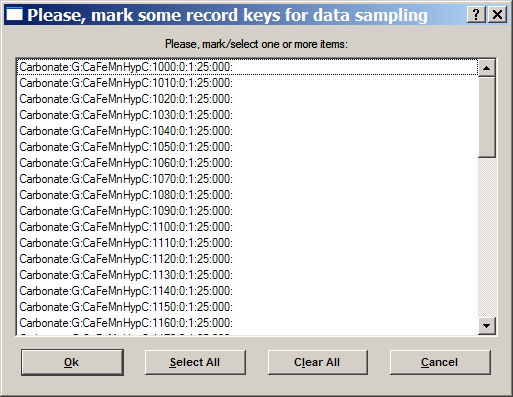 Please, mark some record keys for data sampling
Please, mark/select one or more items:
Carbonate:G:CaFeMnHypC:1000:0:1:25:000:
Carbonate:G:CaFeMnHypC:1010:0:1:25:000:
Carbonate:G:CaFeMnHypC:1020:0:1:25:000:
Carbonate:G:CaFeMnHypC:1030:0:1:25:000:
Carbonate:G:CaFeMnHypC:1040:0:1:25:000:
Carbonate:G:CaFeMnHypC:1050:0:1:25:000:
Carbonate:G:CaFeMnHypC:1060:0:1:25:000:
Carbonate:G:CaFeMnHypC:1070:0:1:25:000:
Carbonate:G:CaFeMnHypC:1080:0:1:25:000:
Carbonate:G:CaFeMnHypC:1090:0:1:25:000:
Carbonate:G:CaFeMnHypC:1100:0:1:25:000:
Carbonate:G:CaFeMnHypC:1110:0:1:25:000:
Carbonate:G:CaFeMnHypC:1120:0:1:25:000:
Carbonate:G:CaFeMnHypC:1130:0:1:25:000:
Carbonate:G:CaFeMnHypC:1140:0:1:25:000:
Carbonate:G:CaFeMnHypC:1150:0:1:25:000:
Carbonate:G:CaFeMnHypC:1160:0:1:25:000:
Ok Select All Clear All Cancel